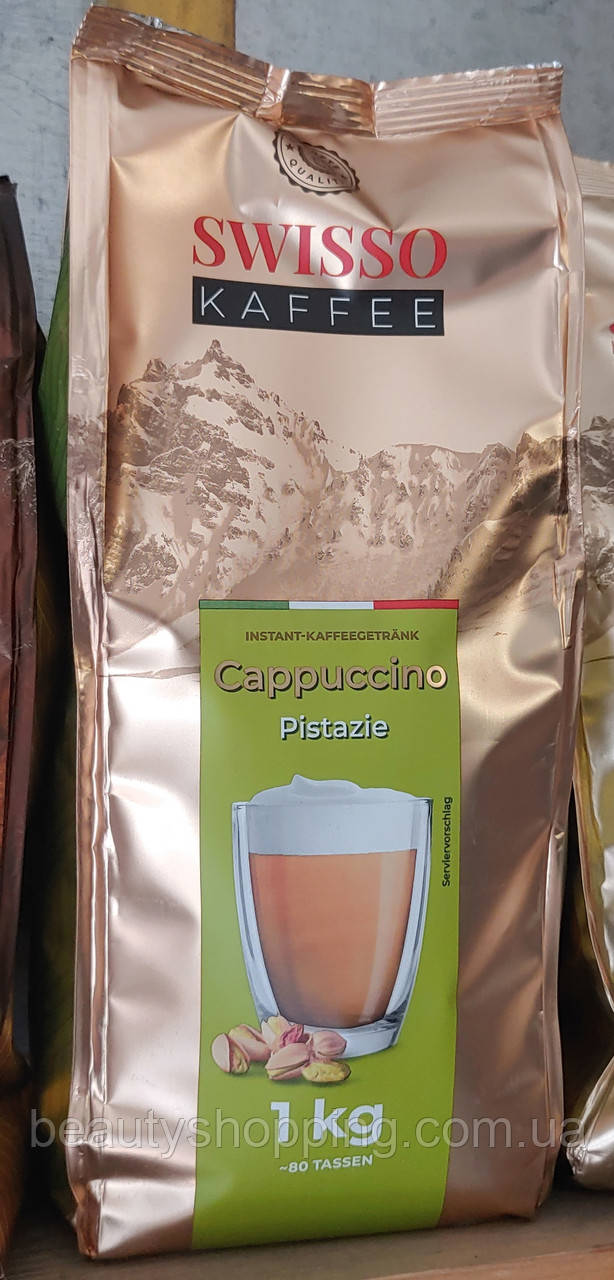 QUALITY
SWISSO
KAFFEE
INSTANT-KAFFEEGETRÄNK
Cappuccino
Pistazie
Serviervorschlag
1 kg
~80 TASSEN
beautyshopping.com.ua